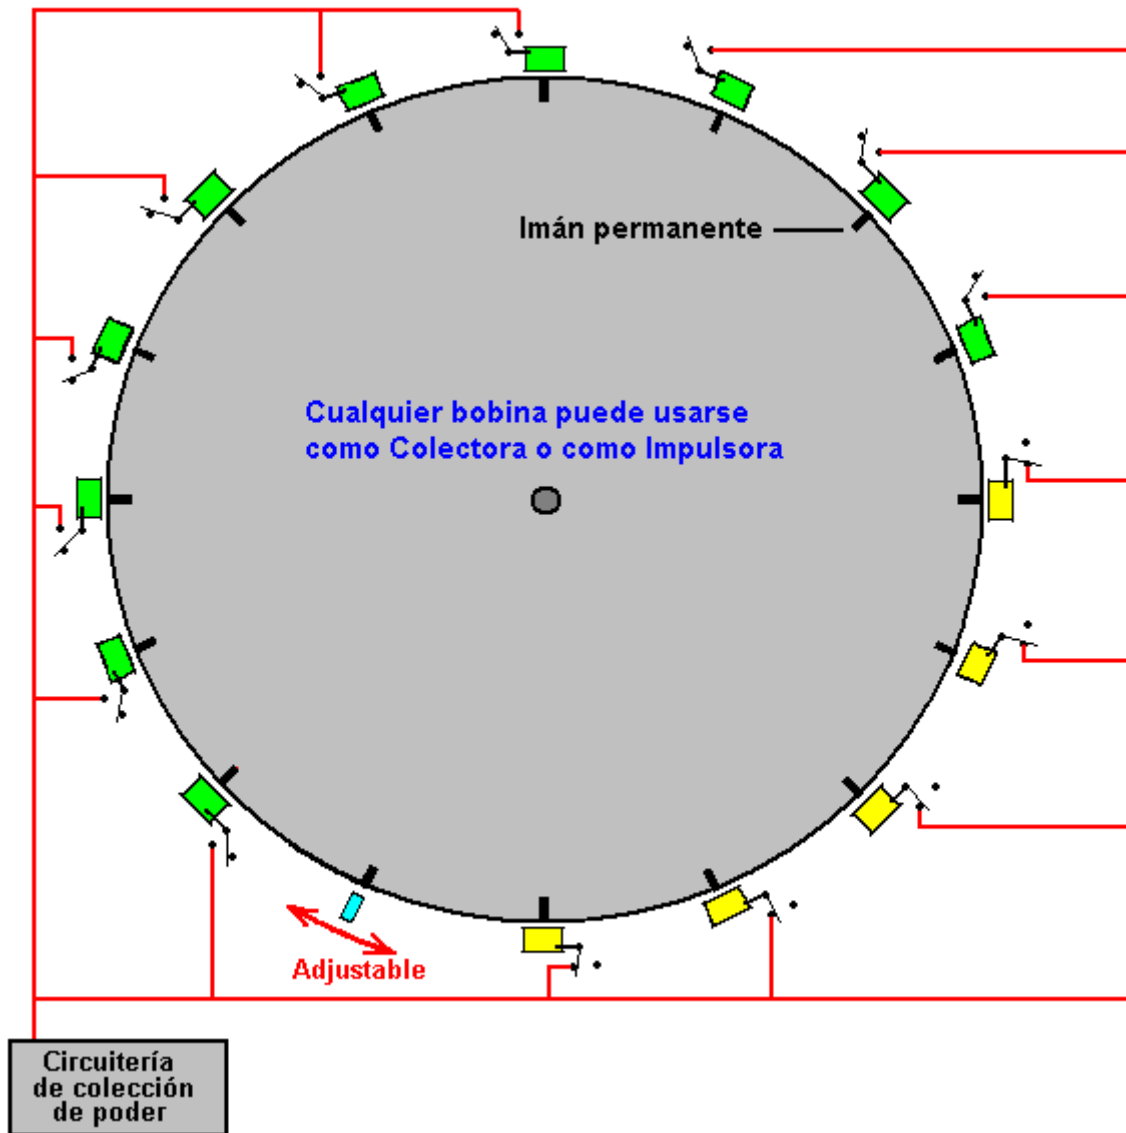 Imán permanente
Cualquier bobina puede usarse
como Colectora o como Impulsora
Adjustable
Circuitería
de colección
de poder